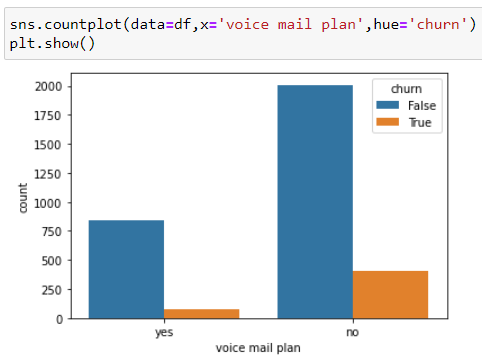 sns.countplot(data=df,x='voice mail plan',hue='churn')
plt.show()
churn
False
True
2000
1750
1500
1250
1000
750
500
250
0
count
yes no
voice mail plan